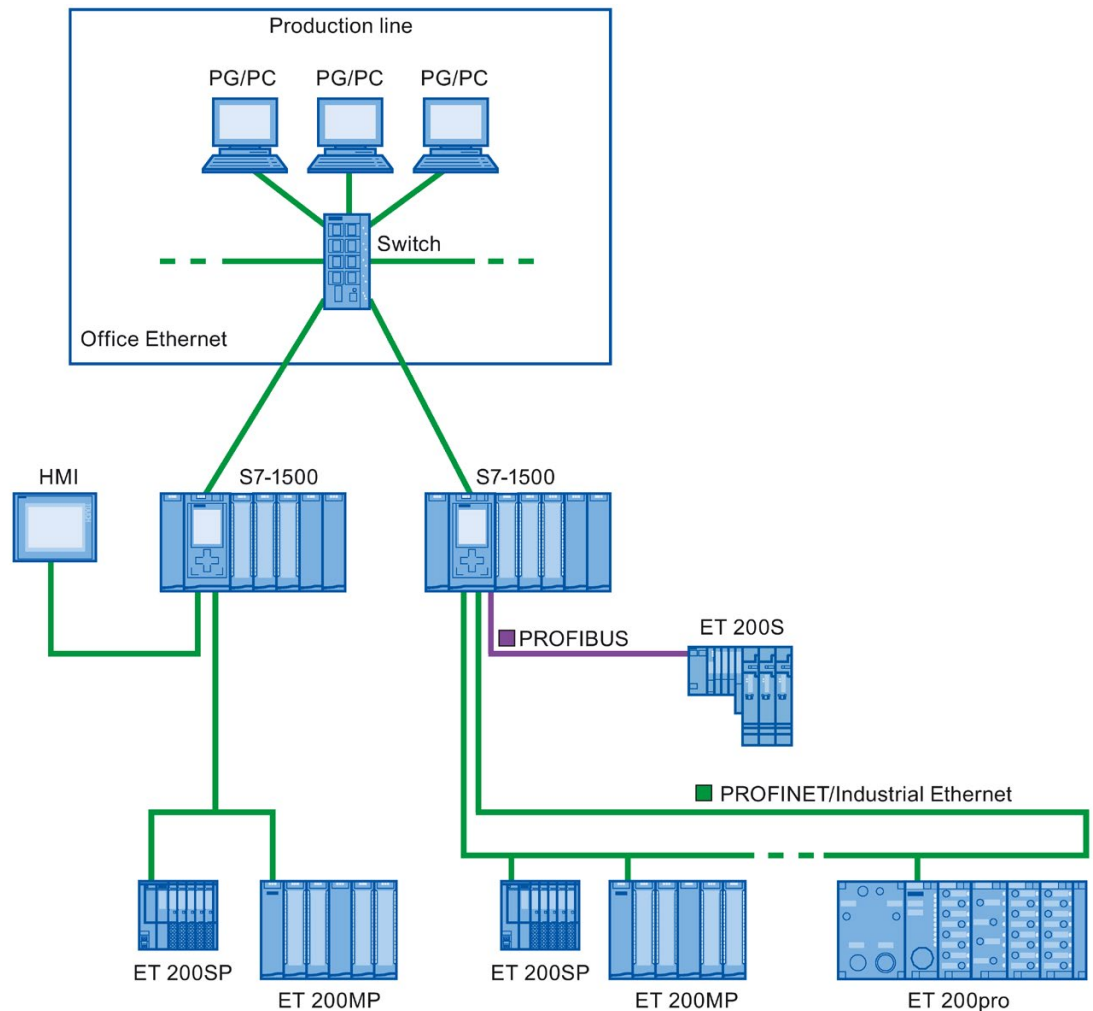 Production line
PG/PC PG/PC PG/PC
Switch
Office Ethernet
HMI S7-1500 S7-1500
PROFIBUS ET 200S
PROFINET/Industrial Ethernet
ET 200SP ET 200MP ET 200SP ET 200MP ET 200pro